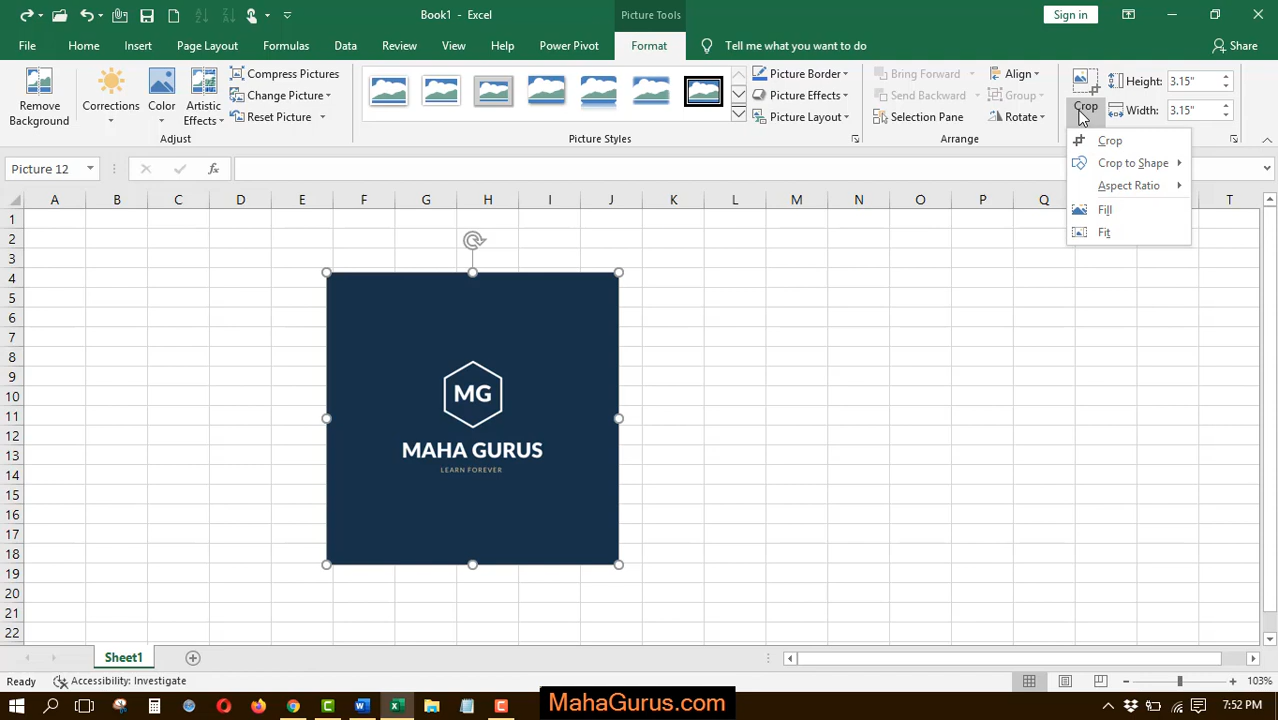 Book1 - Excel
Picture Tools
Sign in
File
Home
Insert
Page Layout
Formulas
Data
Review
View
Help
Power Pivot
Format
Tell me what you want to do
Share
Remove
Background
Corrections
Color
Artistic
Effects
Compress Pictures
Change Picture
Reset Picture
Adjust
Picture Styles
Picture Border
Picture Effects
Picture Layout
Bring Forward
Send Backward
Selection Pane
Align
Group
Rotate
Arrange
Crop
Height: 3.15"
Width: 3.15"
Crop
Crop to Shape
Aspect Ratio
Fill
Fit
Picture 12
fx
A B C D E F G H I J K L M N O P Q T
1
2
3
4
5
6
7
8
9
10
11
12
13
14
15
16
17
18
19
20
21
22
MG
MAHA GURUS
LEARN FOREVER
Sheet1
Ready
Accessibility: Investigate
103%
MahaGurus.com
7:52 PM